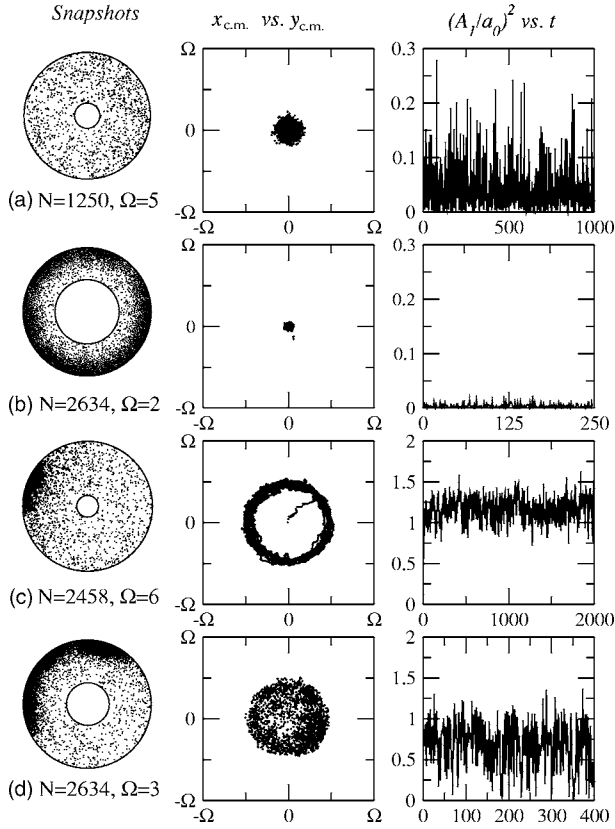 Snapshots x_c.m. vs. y_c.m. (A_1/a_0)^2 vs. t
Ω 0.3
0.2
0 0.1
-Ω 0
-Ω 0 Ω 0 500 1000
(a) N=1250, Ω=5
Ω 0.3
0.2
0 0.1
-Ω 0
-Ω 0 Ω 0 125 250
(b) N=2634, Ω=2
Ω 2
1.5
0 1
0.5
-Ω 0
-Ω 0 Ω 0 1000 2000
(c) N=2458, Ω=6
Ω 2
1.5
0 1
0.5
-Ω 0
-Ω 0 Ω 0 100 200 300 400
(d) N=2634, Ω=3